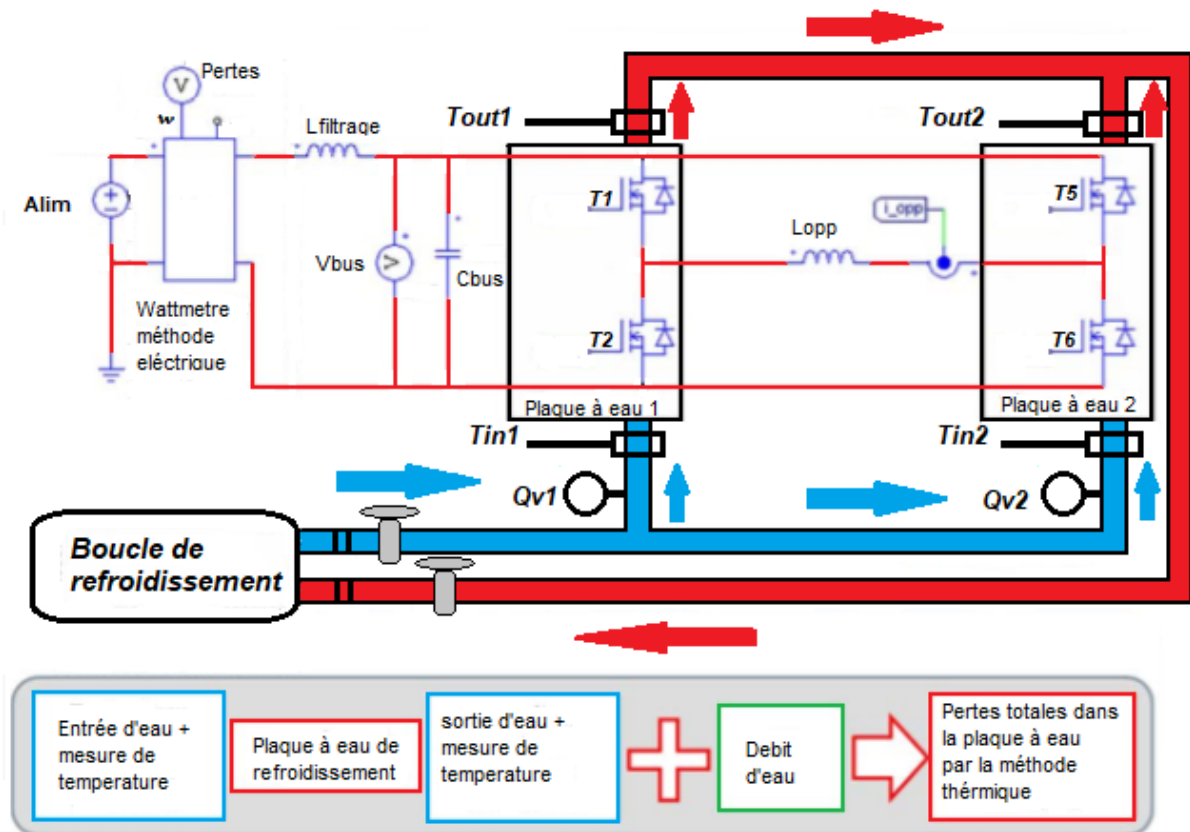 Pertes
V
w
Lfiltrage
Tout1
Tout2
Alim
T1
T5
i_opp
Lopp
Vbus
V
Cbus
Wattmetre
méthode
eléctrique
T2
T6
Plaque à eau 1
Plaque à eau 2
Tin1
Tin2
Qv1
Qv2
Boucle de
refroidissement
Entrée d'eau +
mesure de
temperature
Plaque à eau de
refroidissement
sortie d'eau +
mesure de
temperature
Debit
d'eau
Pertes totales dans
la plaque à eau
par la méthode
thérmique